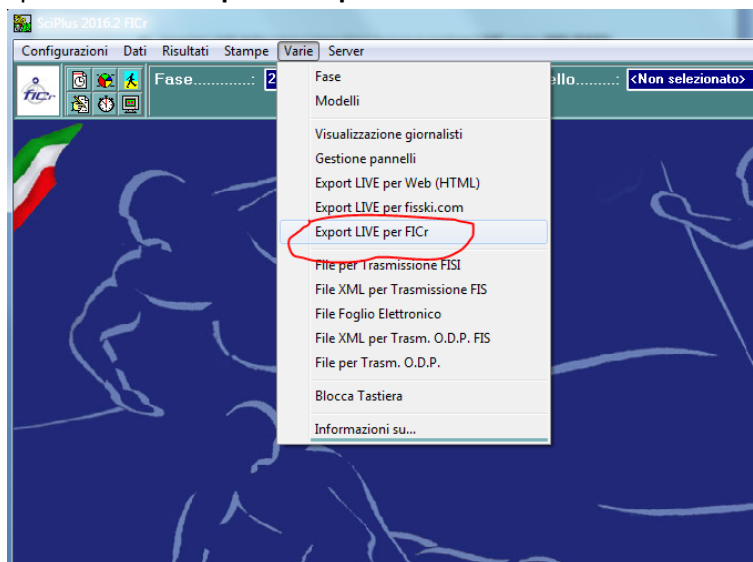 SciPlus 2016.2 FICr
Configurazioni Dati Risultati Stampe Varie Server
FICr
Fase..........: 2
ello.........: <Non selezionato>
Fase
Modelli
Visualizzazione giornalisti
Gestione pannelli
Export LIVE per Web (HTML)
Export LIVE per fisski.com
Export LIVE per FICr
File per Trasmissione FISI
File XML per Trasmissione FIS
File Foglio Elettronico
File XML per Trasm. O.D.P. FIS
File per Trasm. O.D.P.
Blocca Tastiera
Informazioni su...